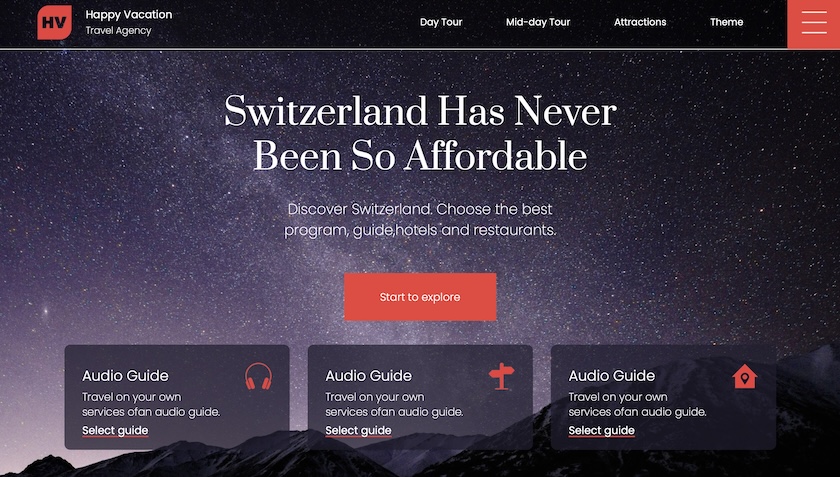 HV
Happy Vacation
Travel Agency
Day Tour
Mid-day Tour
Attractions
Theme
Switzerland Has Never
Been So Affordable
Discover Switzerland. Choose the best
program, guide,hotels and restaurants.
Start to explore
Audio Guide
Travel on your own
services ofan audio guide.
Select guide
Audio Guide
Travel on your own
services ofan audio guide.
Select guide
Audio Guide
Travel on your own
services ofan audio guide.
Select guide